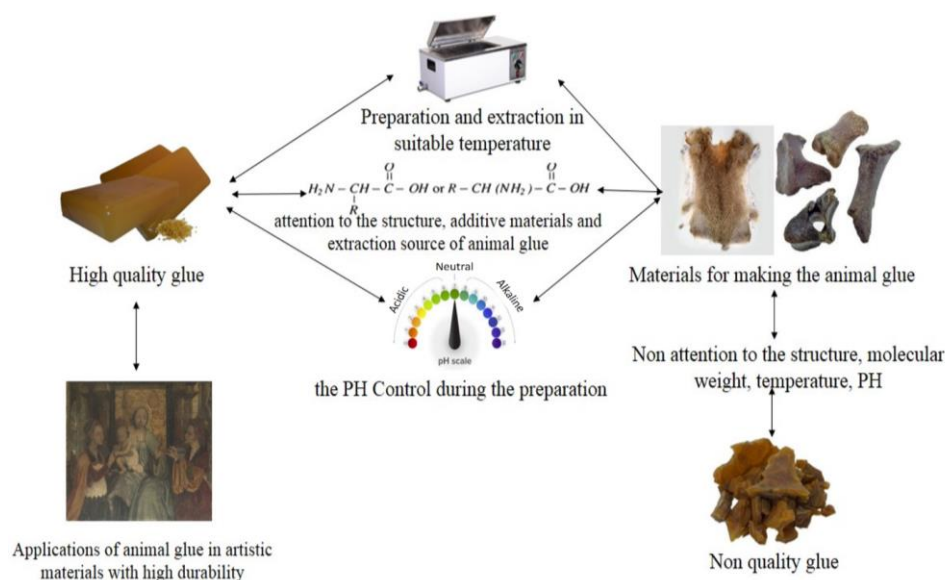 Preparation and extraction in
suitable temperature
O
||
H₂N – CH – C – OH or R – CH (NH₂) – C – OH
|
R
O
||
attention to the structure, additive materials and
extraction source of animal glue
High quality glue
Materials for making the animal glue
Neutral
Acidic
Alkaline
pH scale
the PH Control during the preparation
Non attention to the structure, molecular
weight, temperature, PH
Applications of animal glue in artistic
materials with high durability
Non quality glue